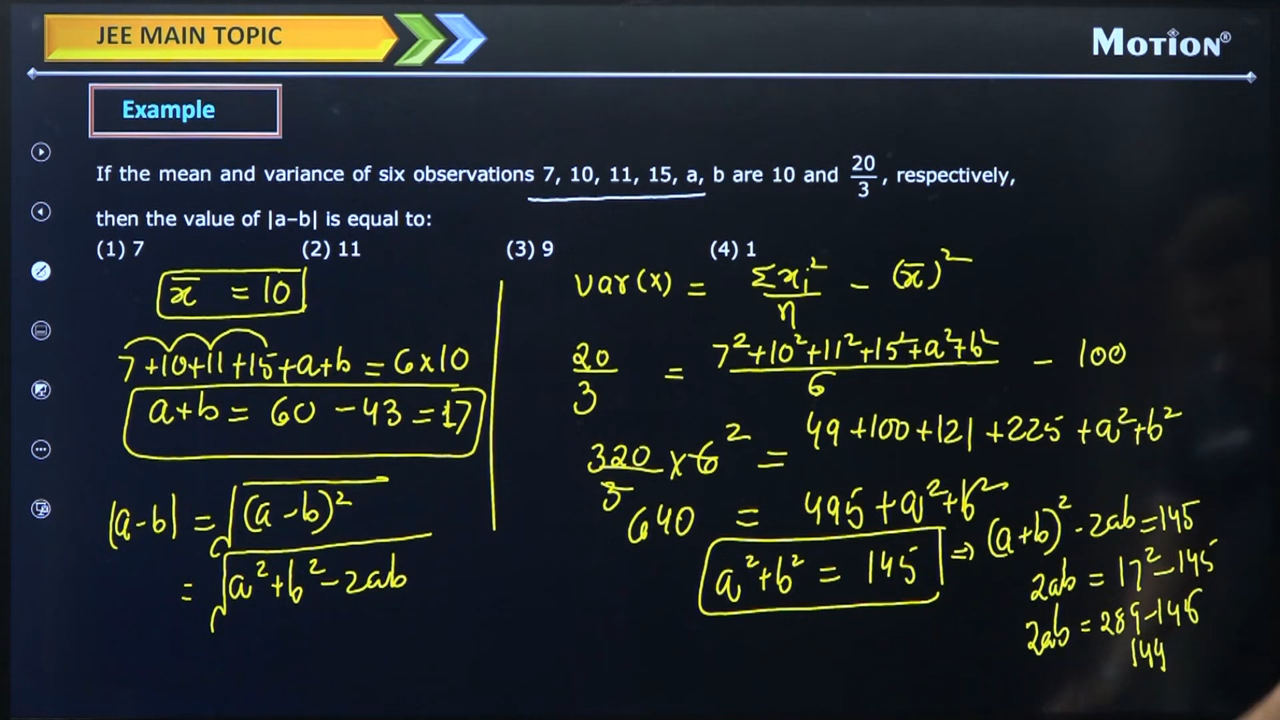 JEE MAIN TOPIC
MOTION®
Example
If the mean and variance of six observations 7, 10, 11, 15, a, b are 10 and 20/3, respectively,
then the value of |a–b| is equal to:
(1) 7 (2) 11 (3) 9 (4) 1
x̄ = 10
7+10+11+15+a+b = 6×10
a+b = 60 - 43 = 17
|a-b| = √(a-b)²
= √a²+b²-2ab
var(x) = Σxᵢ²/n - (x̄)²
20/3 = 7²+10²+11²+15²+a²+b²/6 - 100
320/3 × 6² = 49+100+121+225+a²+b²
640 = 495+a²+b²
a²+b² = 145 ⇒ (a+b)²-2ab=145
2ab = 17²-145
2ab = 289-145
144